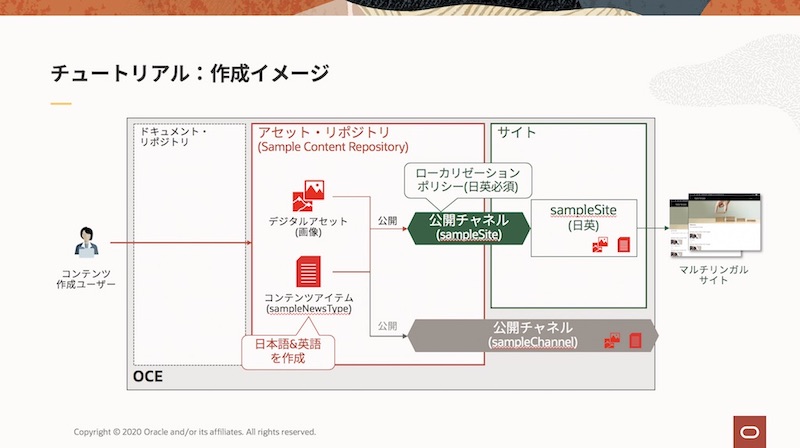 チュートリアル：作成イメージ
ドキュメント・
リポジトリ
アセット・リポジトリ
(Sample Content Repository)
サイト
ローカリゼーション
ポリシー(日英必須)
デジタルアセット
(画像)
公開
公開チャネル
(sampleSite)
sampleSite
(日英)
コンテンツ
作成ユーザー
マルチリンガル
サイト
コンテンツアイテム
(sampleNewsType)
公開
公開チャネル
(sampleChannel)
日本語&英語
を作成
OCE
Copyright © 2020 Oracle and/or its affiliates. All rights reserved.